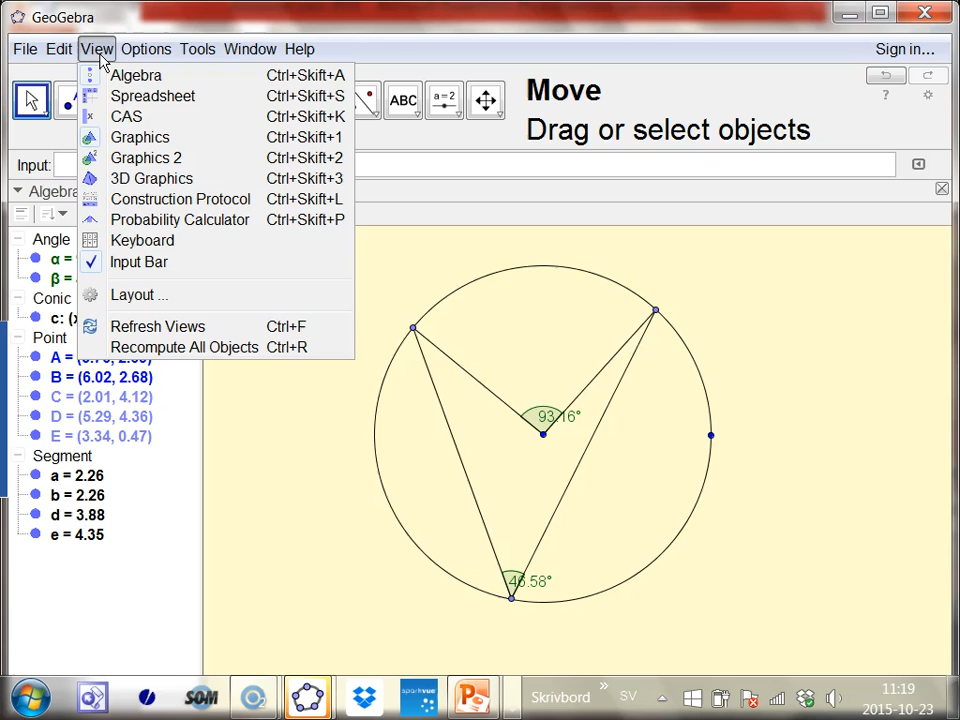 GeoGebra
File Edit View Options Tools Window Help Sign in...
ABC a=2 Move
Drag or select objects
?
Input:
Algebra
Algebra Ctrl+Skift+A
Spreadsheet Ctrl+Skift+S
CAS Ctrl+Skift+K
Graphics Ctrl+Skift+1
Graphics 2 Ctrl+Skift+2
3D Graphics Ctrl+Skift+3
Construction Protocol Ctrl+Skift+L
Probability Calculator Ctrl+Skift+P
Keyboard
Input Bar
Layout ...
Refresh Views Ctrl+F
Recompute All Objects Ctrl+R
Angle
α =
β =
Conic
c:
Point
A =
B = (6.02, 2.68)
C = (2.01, 4.12)
D = (5.29, 4.36)
E = (3.34, 0.47)
Segment
a = 2.26
b = 2.26
d = 3.88
e = 4.35
93.16°
46.58°
SOM sparkvue Skrivbord » SV 11:19
2015-10-23